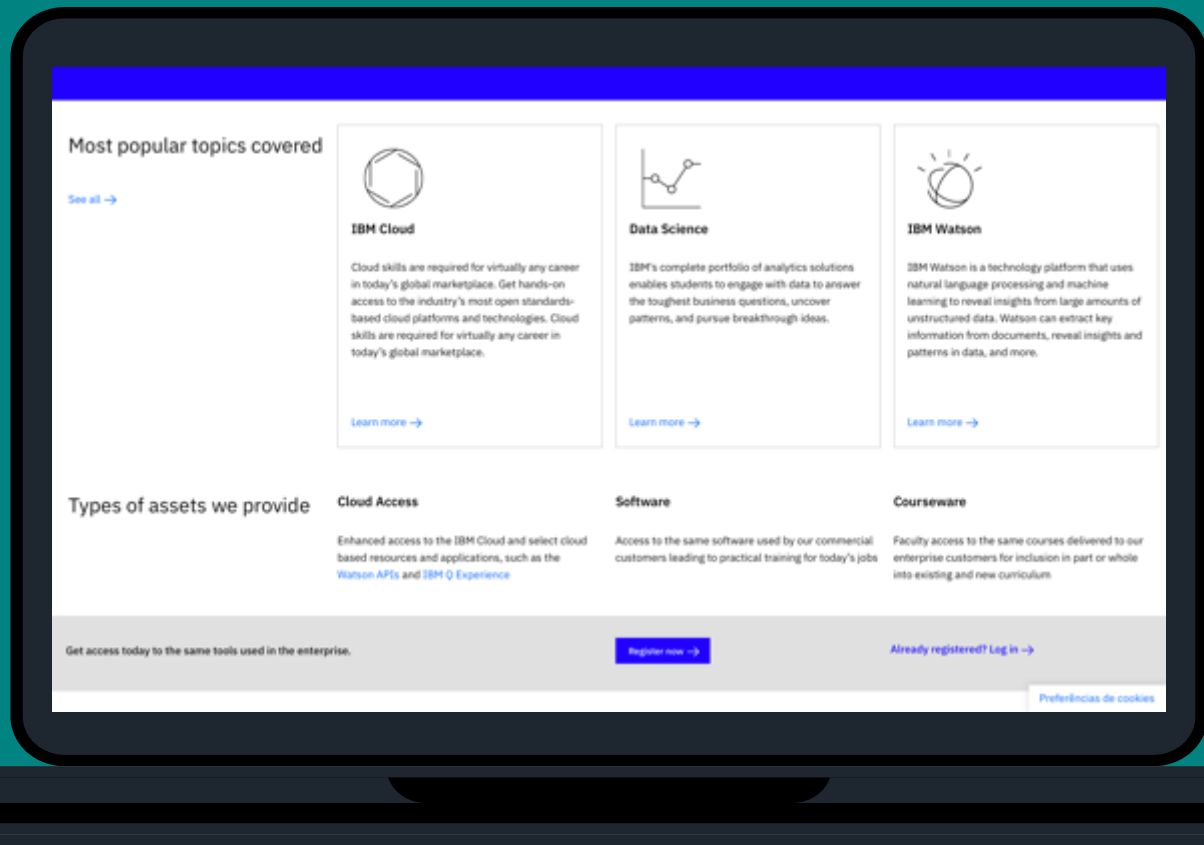 Most popular topics covered
See all →
IBM Cloud
Cloud skills are required for virtually any career
in today's global marketplace. Get hands-on
access to the industry's most open standards-
based cloud platforms and technologies. Cloud
skills are required for virtually any career in
today's global marketplace.
Learn more →
Data Science
IBM's complete portfolio of analytics solutions
enables students to engage with data to answer
the toughest business questions, uncover
patterns, and pursue breakthrough ideas.
Learn more →
IBM Watson
IBM Watson is a technology platform that uses
natural language processing and machine
learning to reveal insights from large amounts of
unstructured data. Watson can extract key
information from documents, reveal insights and
patterns in data, and more.
Learn more →
Types of assets we provide
Cloud Access
Enhanced access to the IBM Cloud and select cloud
based resources and applications, such as the
Watson APIs and IBM Q Experience
Software
Access to the same software used by our commercial
customers leading to practical training for today's jobs
Courseware
Faculty access to the same courses delivered to our
enterprise customers for inclusion in part or whole
into existing and new curriculum
Get access today to the same tools used in the enterprise.
Register now →
Already registered? Log in →
Preferências de cookies